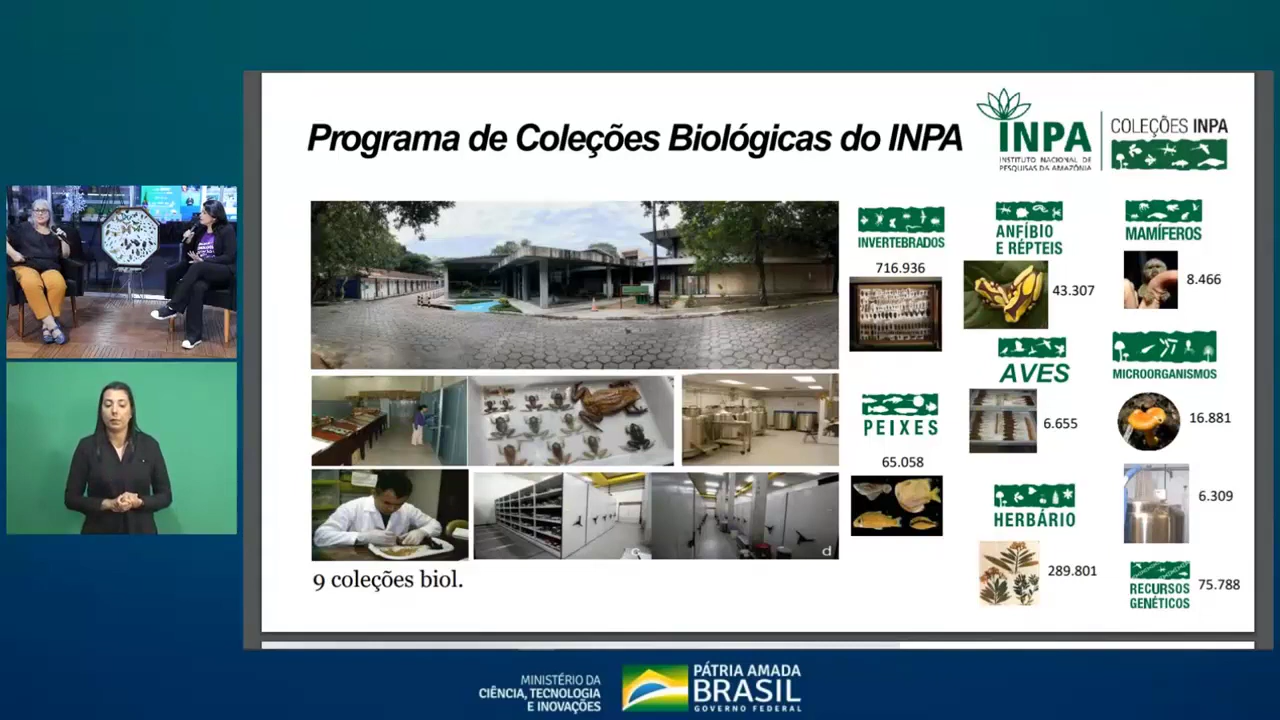 Programa de Coleções Biológicas do INPA
INPA
INSTITUTO NACIONAL DE
PESQUISAS DA AMAZÔNIA
COLEÇÕES INPA
INVERTEBRADOS
716.936
ANFÍBIO
E RÉPTEIS
43.307
MAMÍFEROS
8.466
PEIXES
65.058
AVES
6.655
MICROORGANISMOS
16.881
HERBÁRIO
289.801
6.309
RECURSOS
GENÉTICOS
75.788
c
d
9 coleções biol.
MINISTÉRIO DA
CIÊNCIA, TECNOLOGIA
E INOVAÇÕES
PÁTRIA AMADA
BRASIL
GOVERNO FEDERAL